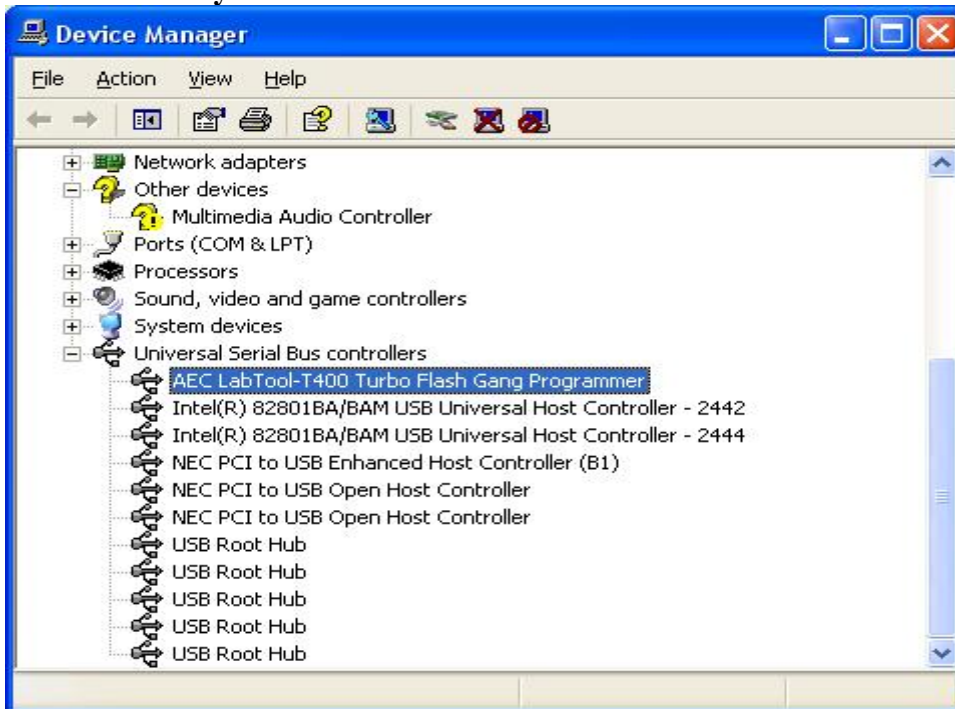 Device Manager
File Action View Help
Network adapters
Other devices
Multimedia Audio Controller
Ports (COM & LPT)
Processors
Sound, video and game controllers
System devices
Universal Serial Bus controllers
AEC LabTool-T400 Turbo Flash Gang Programmer
Intel(R) 82801BA/BAM USB Universal Host Controller - 2442
Intel(R) 82801BA/BAM USB Universal Host Controller - 2444
NEC PCI to USB Enhanced Host Controller (B1)
NEC PCI to USB Open Host Controller
NEC PCI to USB Open Host Controller
USB Root Hub
USB Root Hub
USB Root Hub
USB Root Hub
USB Root Hub